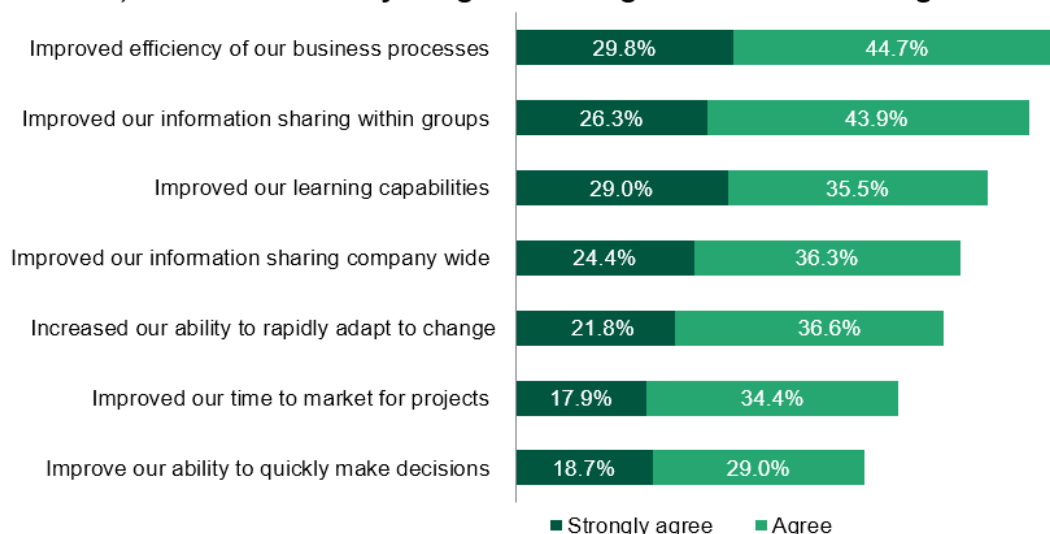 Improved efficiency of our business processes 29.8% 44.7%
Improved our information sharing within groups 26.3% 43.9%
Improved our learning capabilities 29.0% 35.5%
Improved our information sharing company wide 24.4% 36.3%
Increased our ability to rapidly adapt to change 21.8% 36.6%
Improved our time to market for projects 17.9% 34.4%
Improve our ability to quickly make decisions 18.7% 29.0%
Strongly agree Agree